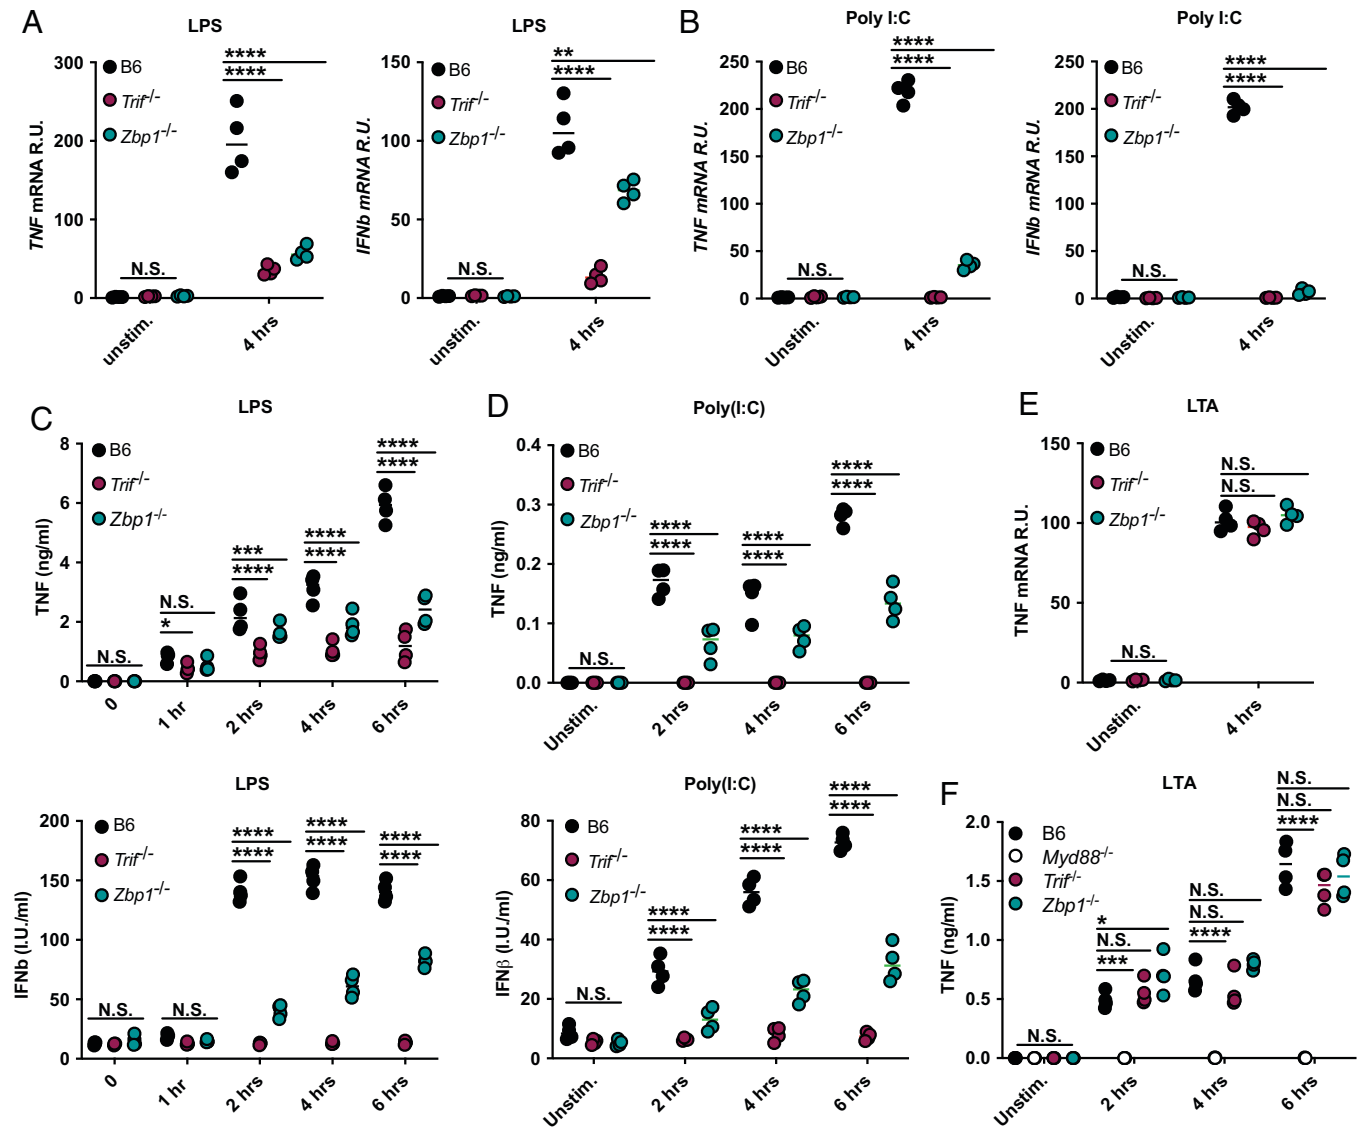 A
LPS
TNF mRNA R.U.
300
200
100
0
B6
Trif-/-
Zbp1-/-
****
****
N.S.
unstim.
4 hrs
LPS
IFNb mRNA R.U.
150
100
50
0
B6
Trif-/-
Zbp1-/-
**
****
N.S.
unstim.
4 hrs
B
Poly I:C
TNF mRNA R.U.
250
200
150
100
50
0
B6
Trif-/-
Zbp1-/-
****
****
N.S.
Unstim.
4 hrs
Poly I:C
IFNb mRNA R.U.
250
200
150
100
50
0
B6
Trif-/-
Zbp1-/-
****
****
N.S.
Unstim.
4 hrs
C
LPS
TNF (ng/ml)
8
6
4
2
0
B6
Trif-/-
Zbp1-/-
N.S.
N.S.
*
***
****
****
****
****
****
0
1 hr
2 hrs
4 hrs
6 hrs
LPS
IFNb (I.U./ml)
200
150
100
50
0
B6
Trif-/-
Zbp1-/-
N.S.
N.S.
****
****
****
****
****
****
0
1 hr
2 hrs
4 hrs
6 hrs
D
Poly(I:C)
TNF (ng/ml)
0.4
0.3
0.2
0.1
0.0
B6
Trif-/-
Zbp1-/-
N.S.
****
****
****
****
****
****
Unstim.
2 hrs
4 hrs
6 hrs
Poly(I:C)
IFNβ (I.U./ml)
80
60
40
20
0
B6
Trif-/-
Zbp1-/-
N.S.
****
****
****
****
****
****
Unstim.
2 hrs
4 hrs
6 hrs
E
LTA
TNF mRNA R.U.
150
100
50
0
B6
Trif-/-
Zbp1-/-
N.S.
N.S.
N.S.
Unstim.
4 hrs
F
LTA
TNF (ng/ml)
2.0
1.5
1.0
0.5
0.0
B6
Myd88-/-
Trif-/-
Zbp1-/-
N.S.
*
N.S.
***
N.S.
N.S.
****
N.S.
N.S.
****
Unstim.
2 hrs
4 hrs
6 hrs